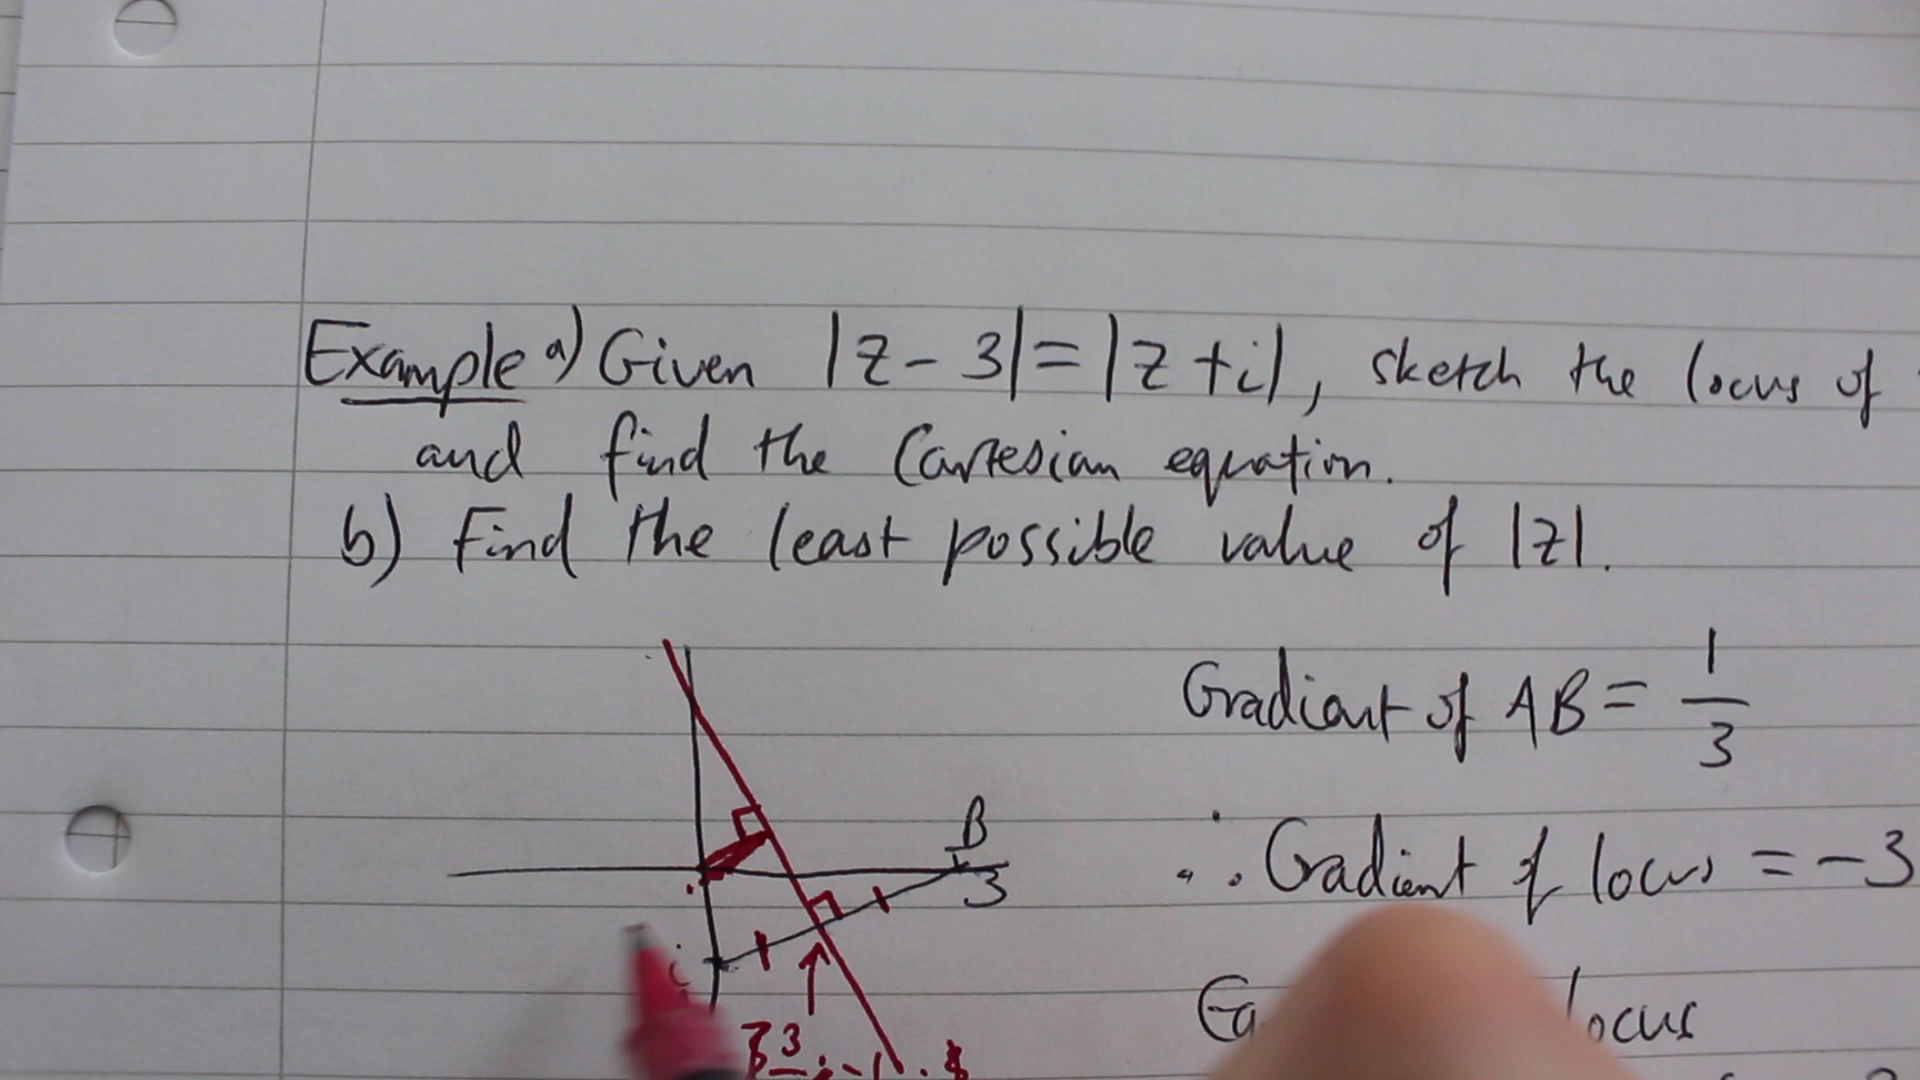 Example a) Given |z - 3| = |z + i|, sketch the locus of
and find the Cartesian equation.
b) Find the least possible value of |z|.
Gradient of AB = 1/3
B
∴ Gradient of locus = -3
3
i
locus
3